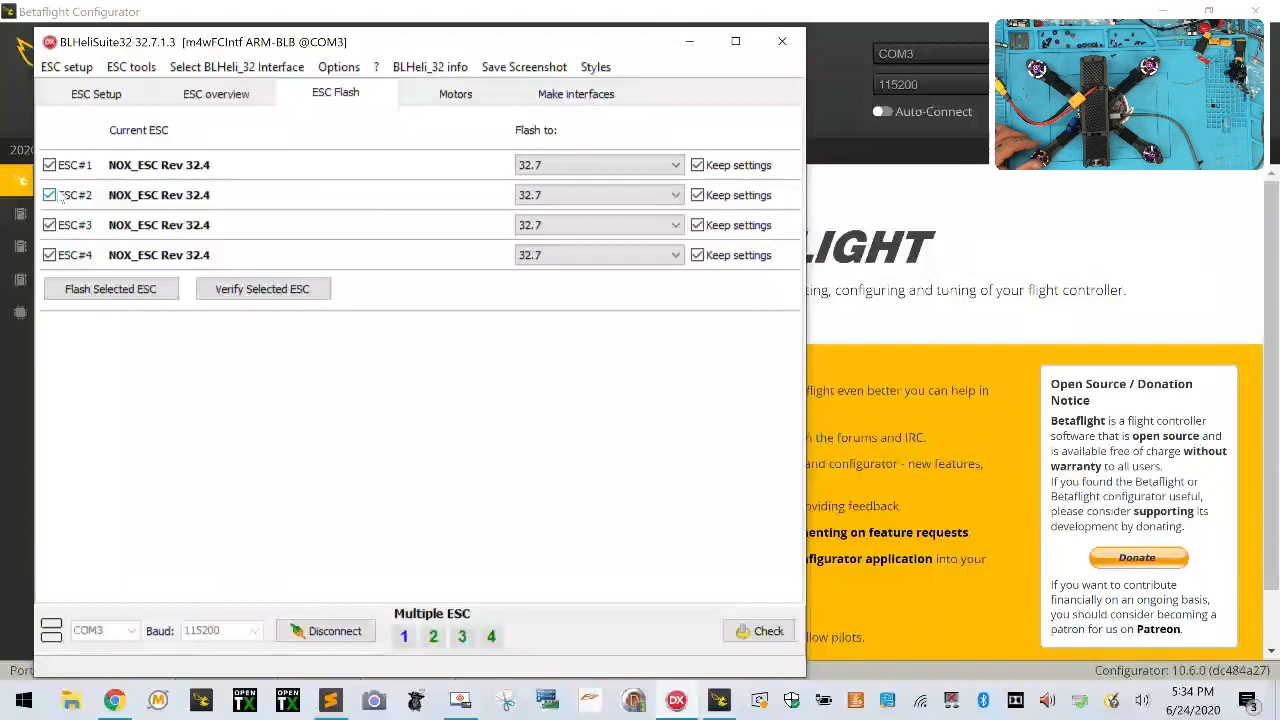 Betaflight Configurator
BLHeliSuite32 32.7.1.3 [m4wFCIntf ARM-BLB @COM3]
ESC setup ESC tools Select BLHeli_32 Interface Options ? BLHeli_32 info Save Screenshot Styles
ESC Setup ESC overview ESC Flash Motors Make interfaces
Current ESC Flash to:
ESC#1 NOX_ESC Rev 32.4 32.7 Keep settings
ESC#2 NOX_ESC Rev 32.4 32.7 Keep settings
ESC#3 NOX_ESC Rev 32.4 32.7 Keep settings
ESC#4 NOX_ESC Rev 32.4 32.7 Keep settings
Flash Selected ESC Verify Selected ESC
Multiple ESC
COM3 Baud: 115200 Disconnect 1 2 3 4 Check
COM3
115200
Auto-Connect
2020
LIGHT
ting, configuring and tuning of your flight controller.
flight even better you can help in
the forums and IRC.
and configurator - new features,
oviding feedback.
enting on feature requests.
figurator application into your
llow pilots.
Open Source / Donation
Notice
Betaflight is a flight controller
software that is open source and
is available free of charge without
warranty to all users.
If you found the Betaflight or
Betaflight configurator useful,
please consider supporting its
development by donating.
Donate
If you want to contribute
financially on an ongoing basis,
you should consider becoming a
patron for us on Patreon.
Port
Configurator: 10.6.0 (dc484a27)
OPEN TX OPEN TX
5:34 PM
6/24/2020
3